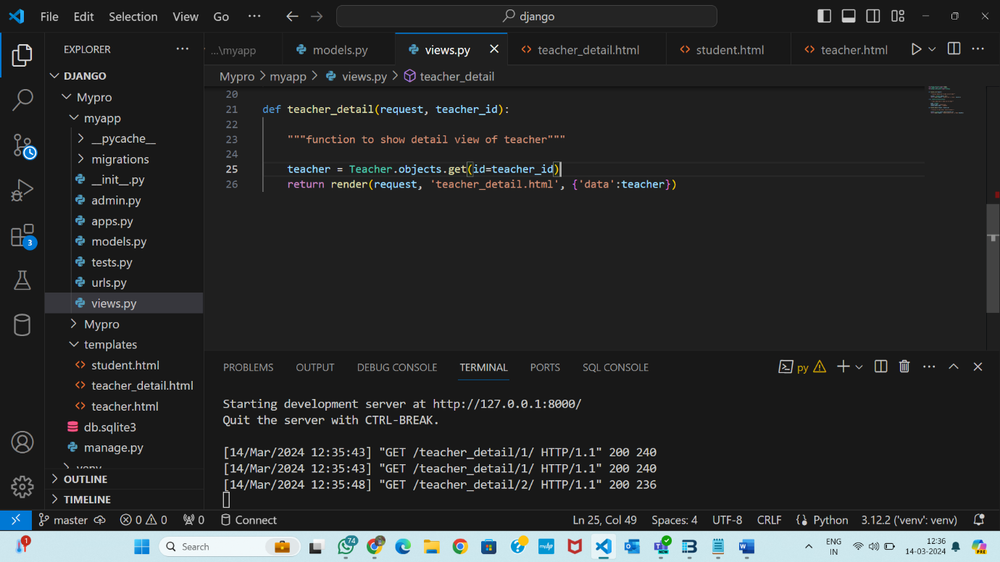 File Edit Selection View Go ··· django
EXPLORER ···
DJANGO
Mypro
myapp
__pycache__
migrations
__init__.py
admin.py
apps.py
models.py
tests.py
urls.py
views.py
Mypro
templates
student.html
teacher_detail.html
teacher.html
db.sqlite3
manage.py
venv
OUTLINE
TIMELINE
3
...\myapp models.py views.py teacher_detail.html student.html teacher.html
Mypro > myapp > views.py > teacher_detail
20
21 def teacher_detail(request, teacher_id):
22
23 """function to show detail view of teacher"""
24
25 teacher = Teacher.objects.get(id=teacher_id)
26 return render(request, 'teacher_detail.html', {'data':teacher})
PROBLEMS OUTPUT DEBUG CONSOLE TERMINAL PORTS SQL CONSOLE py
Starting development server at http://127.0.0.1:8000/
Quit the server with CTRL-BREAK.
[14/Mar/2024 12:35:43] "GET /teacher_detail/1/ HTTP/1.1" 200 240
[14/Mar/2024 12:35:43] "GET /teacher_detail/1/ HTTP/1.1" 200 240
[14/Mar/2024 12:35:48] "GET /teacher_detail/2/ HTTP/1.1" 200 236
master 0 0 0 Connect Ln 25, Col 49 Spaces: 4 UTF-8 CRLF Python 3.12.2 ('venv': venv)
1 Search 74 NEW ENG 12:36 PRE
IN 14-03-2024